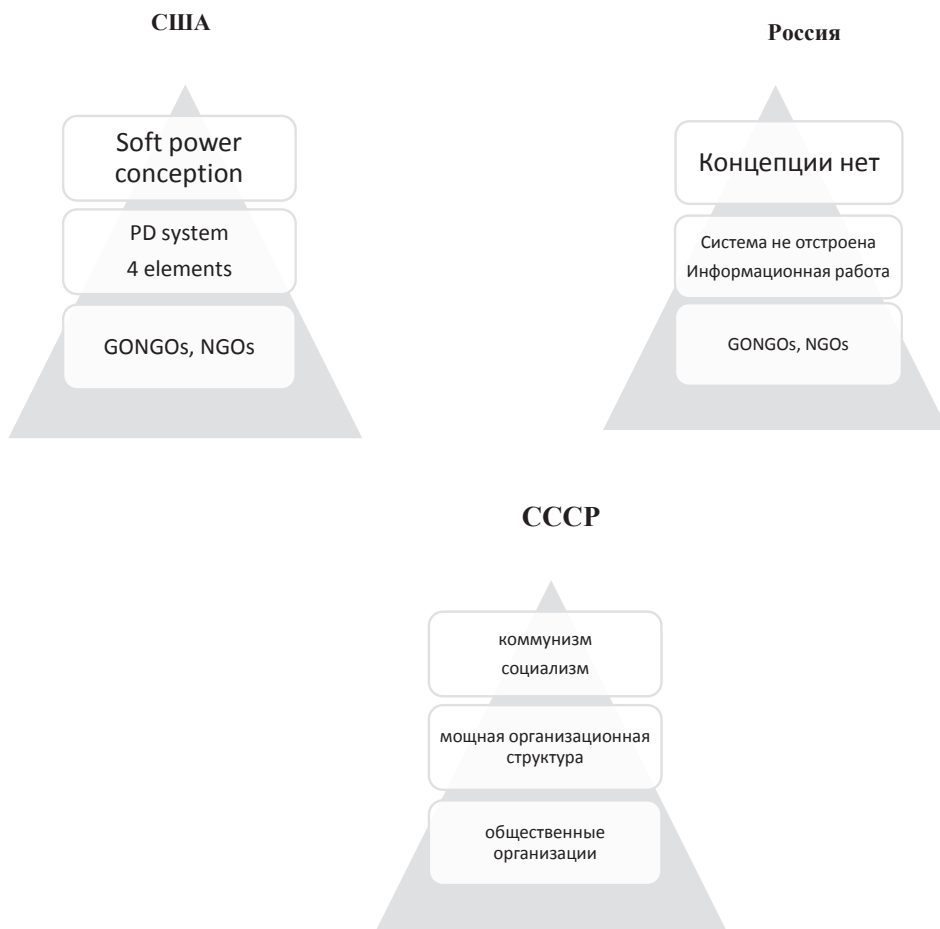 США
Soft power
conception
PD system
4 elements
GONGOs, NGOs
Россия
Концепции нет
Система не отстроена
Информационная работа
GONGOs, NGOs
СССР
коммунизм
социализм
мощная организационная
структура
общественные
организации